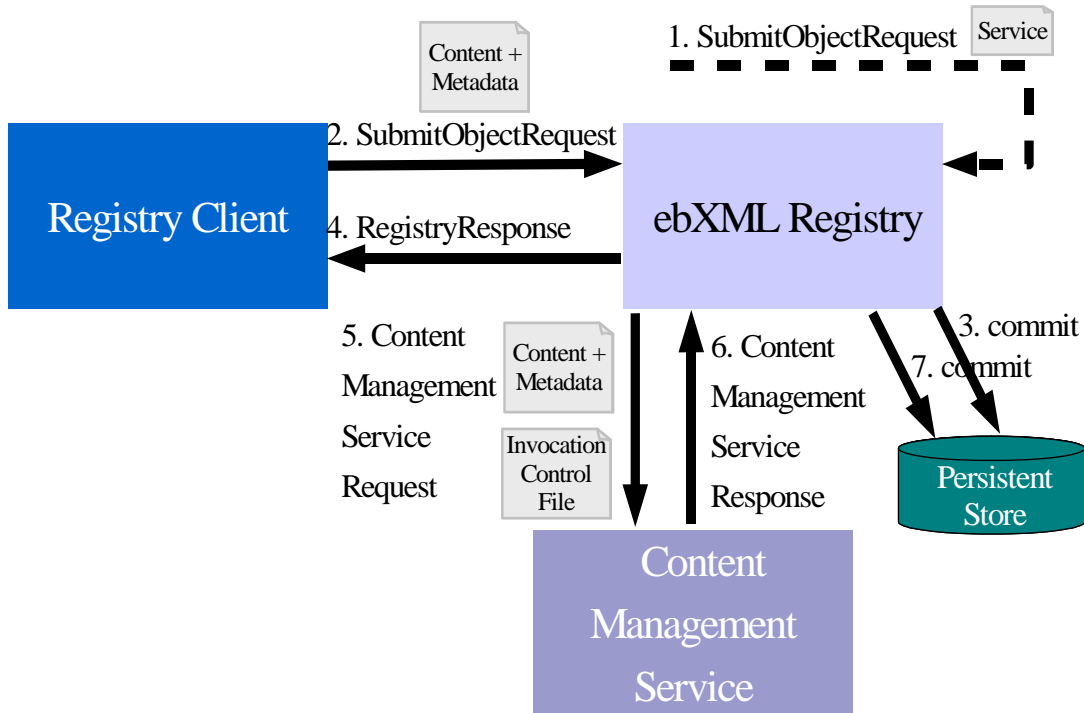 1. SubmitObjectRequest
Service
Content +
Metadata
2. SubmitObjectRequest
Registry Client
ebXML Registry
4. RegistryResponse
5. Content
Management
Service
Request
Content +
Metadata
Invocation
Control
File
6. Content
Management
Service
Response
3. commit
7. commit
Persistent
Store
Content
Management
Service